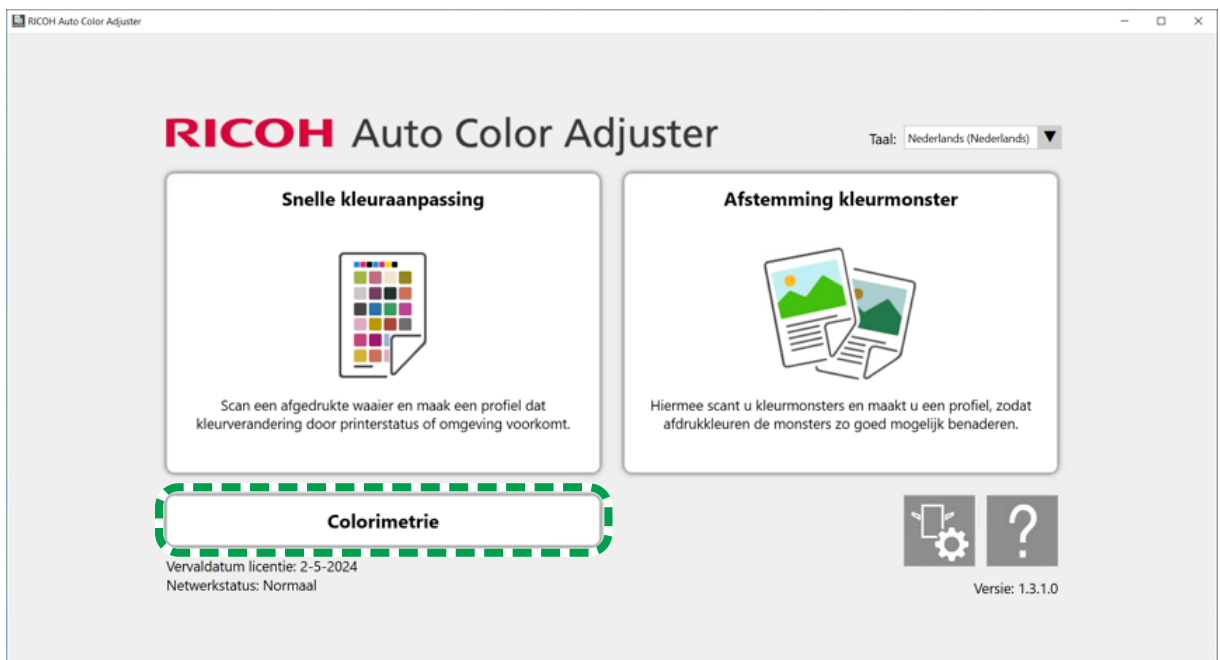 RICOH Auto Color Adjuster
RICOH Auto Color Adjuster
Taal: Nederlands (Nederlands)
Snelle kleuraanpassing
Scan een afgedrukte waaier en maak een profiel dat
kleurverandering door printerstatus of omgeving voorkomt.
Afstemming kleurmonster
Hiermee scant u kleurmonsters en maakt u een profiel, zodat
afdrukkleuren de monsters zo goed mogelijk benaderen.
Colorimetrie
?
Vervaldatum licentie: 2-5-2024
Netwerkstatus: Normaal
Versie: 1.3.1.0